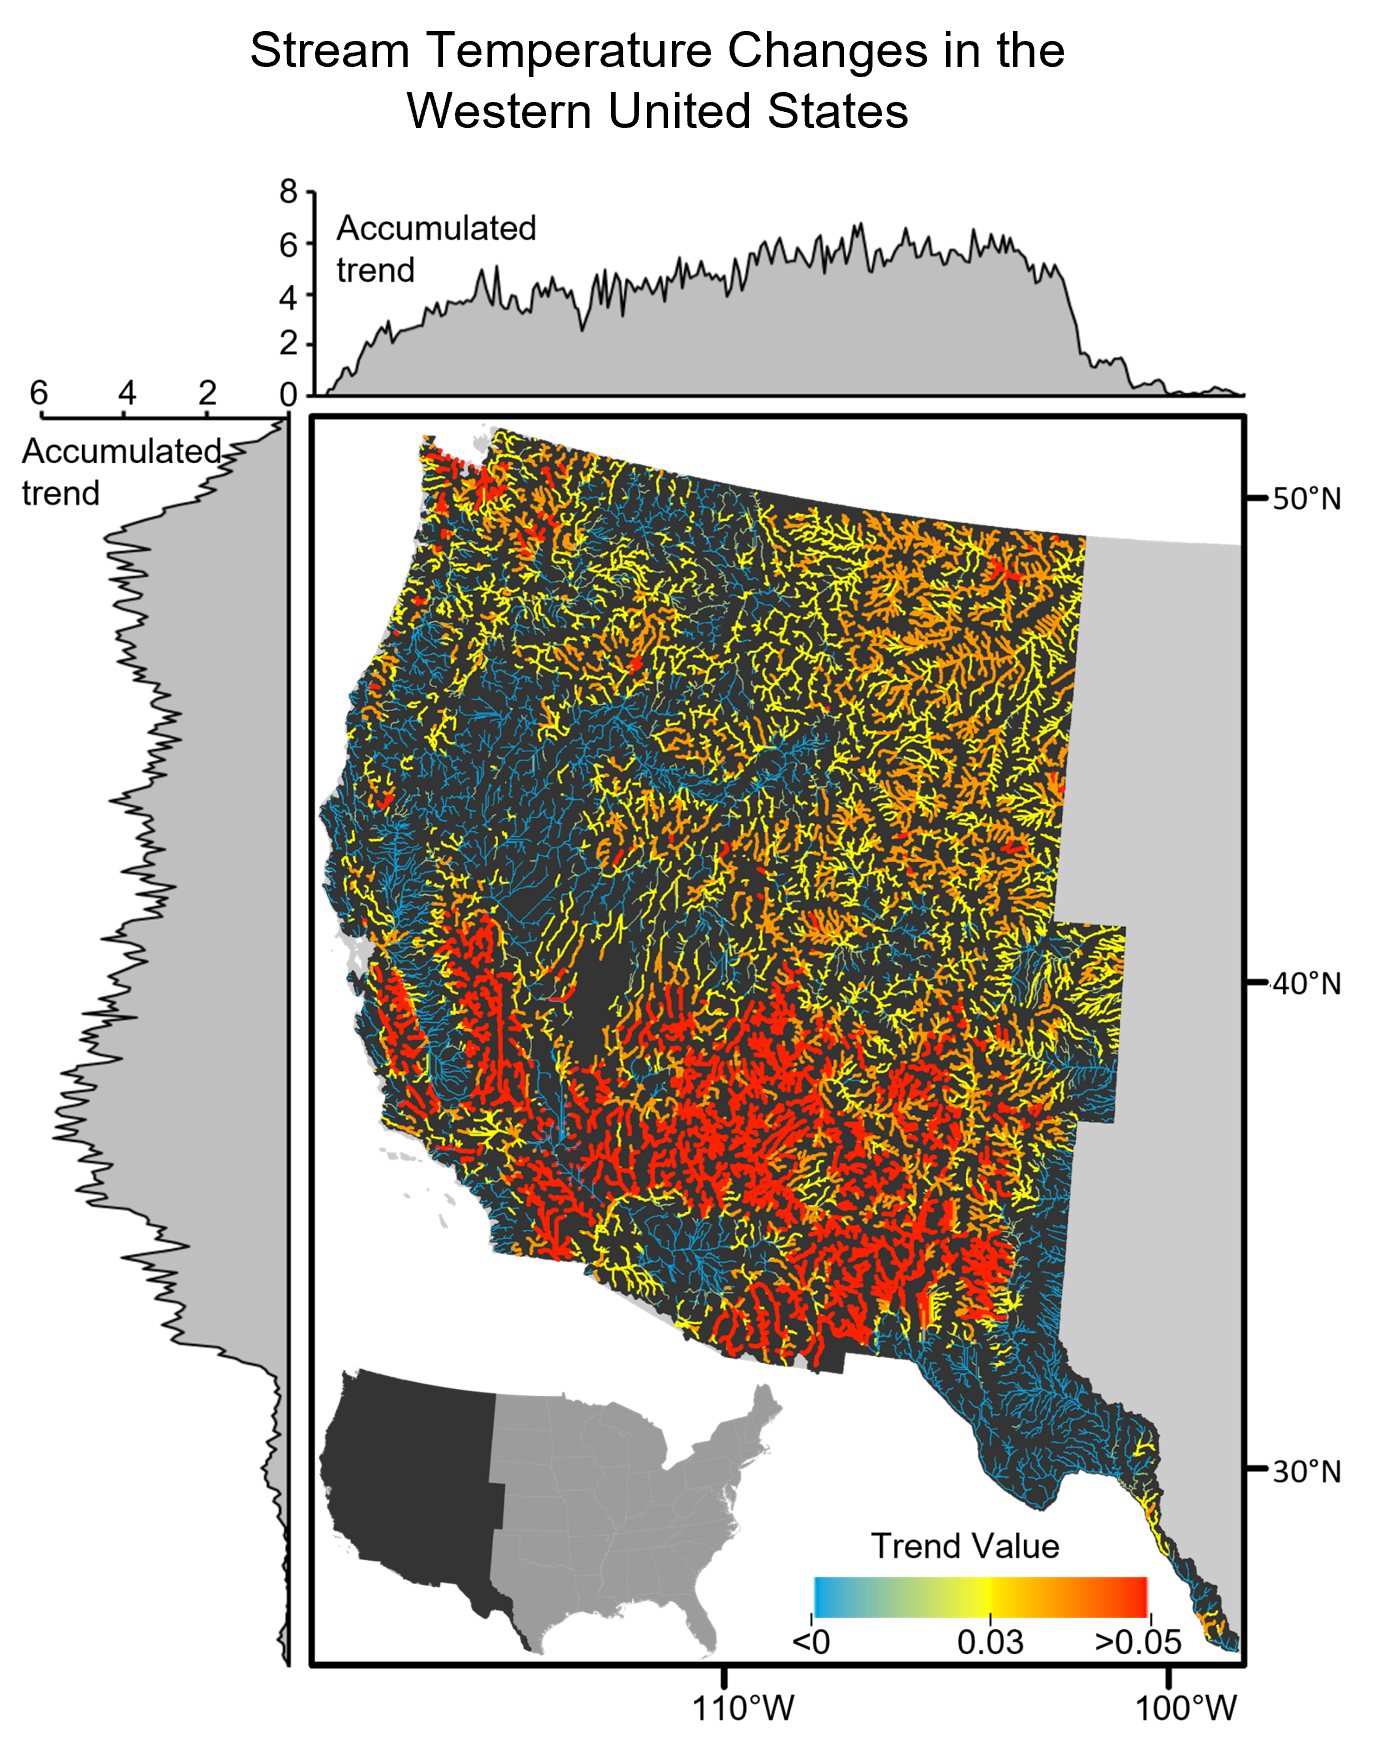 Stream Temperature Changes in the
Western United States
8
Accumulated
trend
6
4
2
0
6 4 2
Accumulated
trend
50°N
40°N
30°N
Trend Value
<0 0.03 >0.05
110°W 100°W